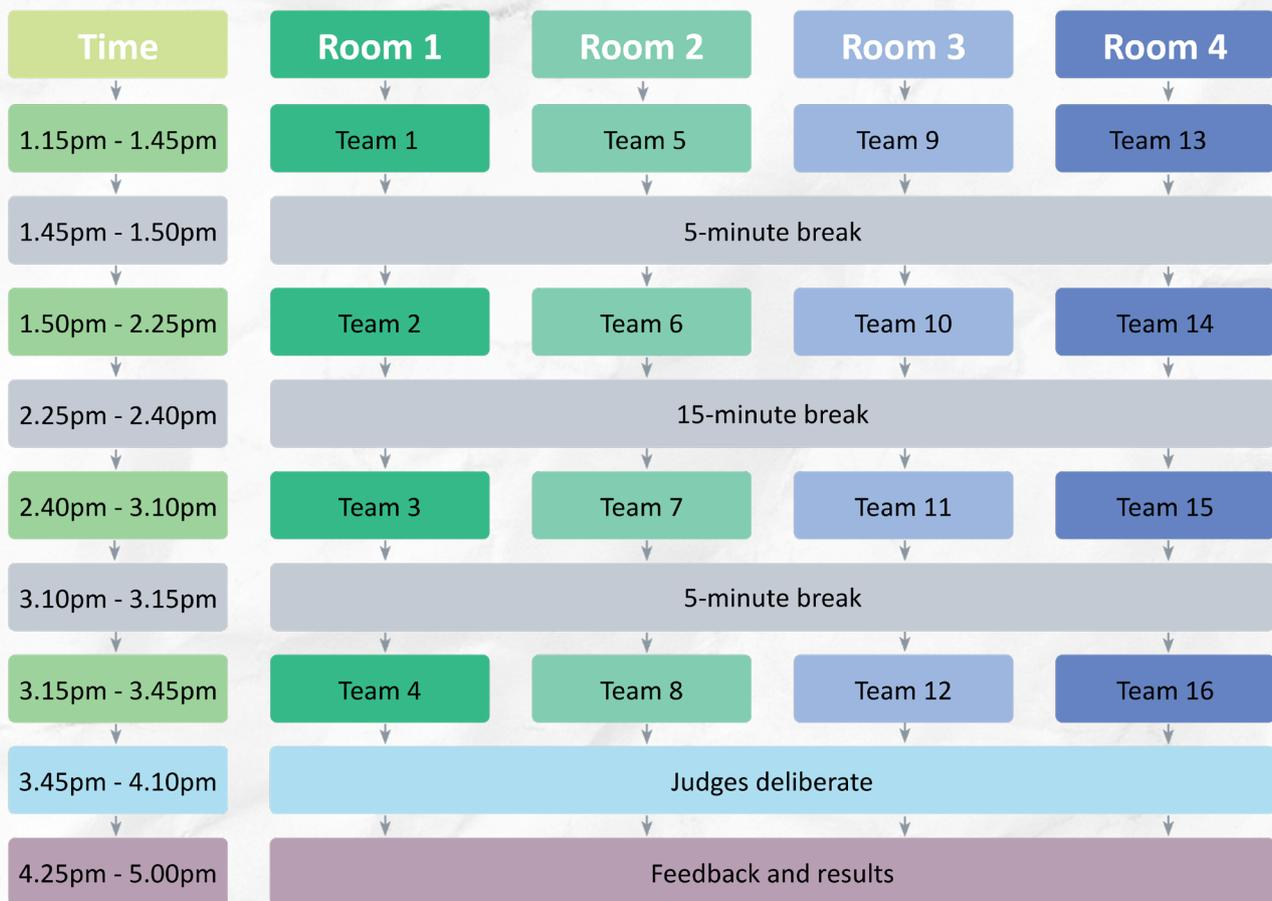 Time Room 1 Room 2 Room 3 Room 4
1.15pm - 1.45pm Team 1 Team 5 Team 9 Team 13
1.45pm - 1.50pm 5-minute break
1.50pm - 2.25pm Team 2 Team 6 Team 10 Team 14
2.25pm - 2.40pm 15-minute break
2.40pm - 3.10pm Team 3 Team 7 Team 11 Team 15
3.10pm - 3.15pm 5-minute break
3.15pm - 3.45pm Team 4 Team 8 Team 12 Team 16
3.45pm - 4.10pm Judges deliberate
4.25pm - 5.00pm Feedback and results